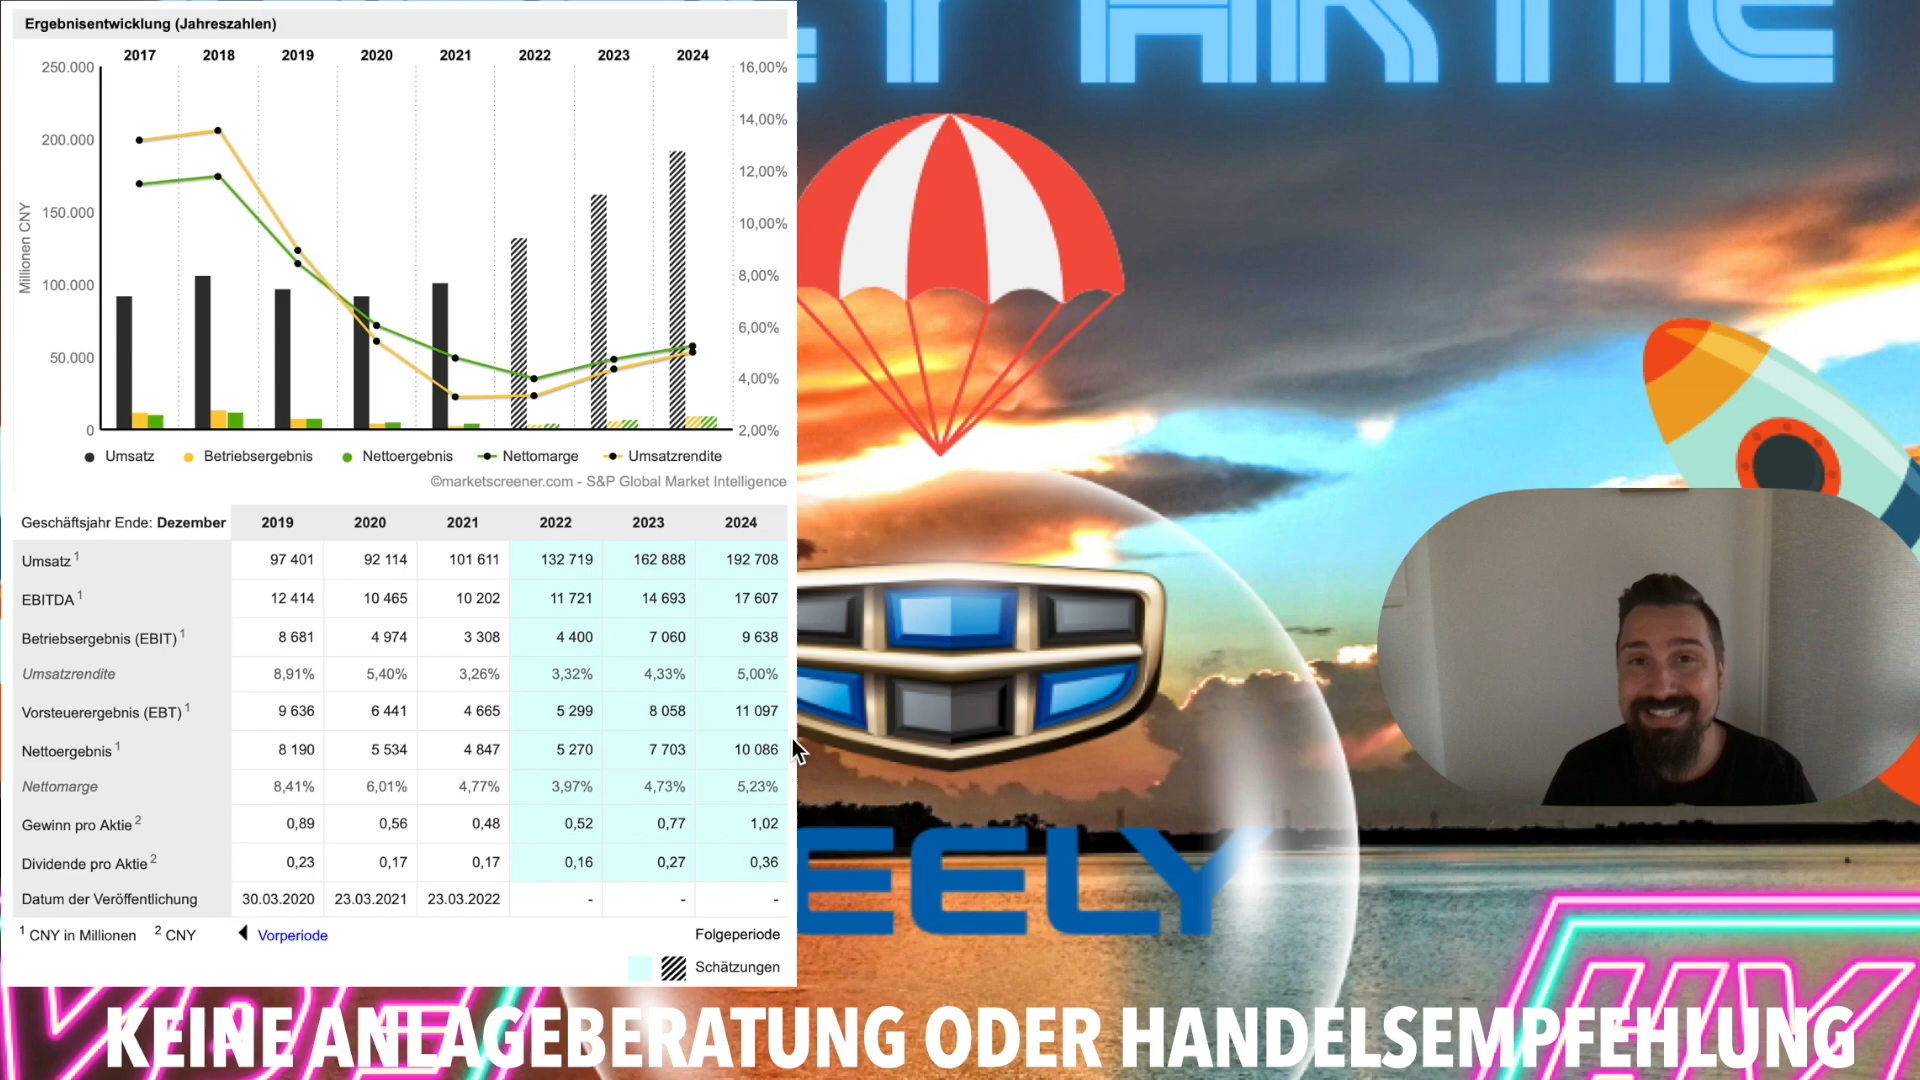 Ergebnisentwicklung (Jahreszahlen)
2017 2018 2019 2020 2021 2022 2023 2024
250.000 16,00%
14,00%
200.000
12,00%
150.000
10,00%
Millionen CNY
100.000
8,00%
6,00%
50.000
4,00%
0 2,00%
Umsatz Betriebsergebnis Nettoergebnis Nettomarge Umsatzrendite
©marketscreener.com - S&P Global Market Intelligence
Geschäftsjahr Ende: Dezember 2019 2020 2021 2022 2023 2024
Umsatz 1 97 401 92 114 101 611 132 719 162 888 192 708
EBITDA 1 12 414 10 465 10 202 11 721 14 693 17 607
Betriebsergebnis (EBIT) 1 8 681 4 974 3 308 4 400 7 060 9 638
Umsatzrendite 8,91% 5,40% 3,26% 3,32% 4,33% 5,00%
Vorsteuerergebnis (EBT) 1 9 636 6 441 4 665 5 299 8 058 11 097
Nettoergebnis 1 8 190 5 534 4 847 5 270 7 703 10 086
Nettomarge 8,41% 6,01% 4,77% 3,97% 4,73% 5,23%
Gewinn pro Aktie 2 0,89 0,56 0,48 0,52 0,77 1,02
Dividende pro Aktie 2 0,23 0,17 0,17 0,16 0,27 0,36
Datum der Veröffentlichung 30.03.2020 23.03.2021 23.03.2022 - - -
1 CNY in Millionen 2 CNY Vorperiode Folgeperiode
Schätzungen
LY AKTIE
EELY
KEINE ANLAGEBERATUNG ODER HANDELSEMPFEHLUNG